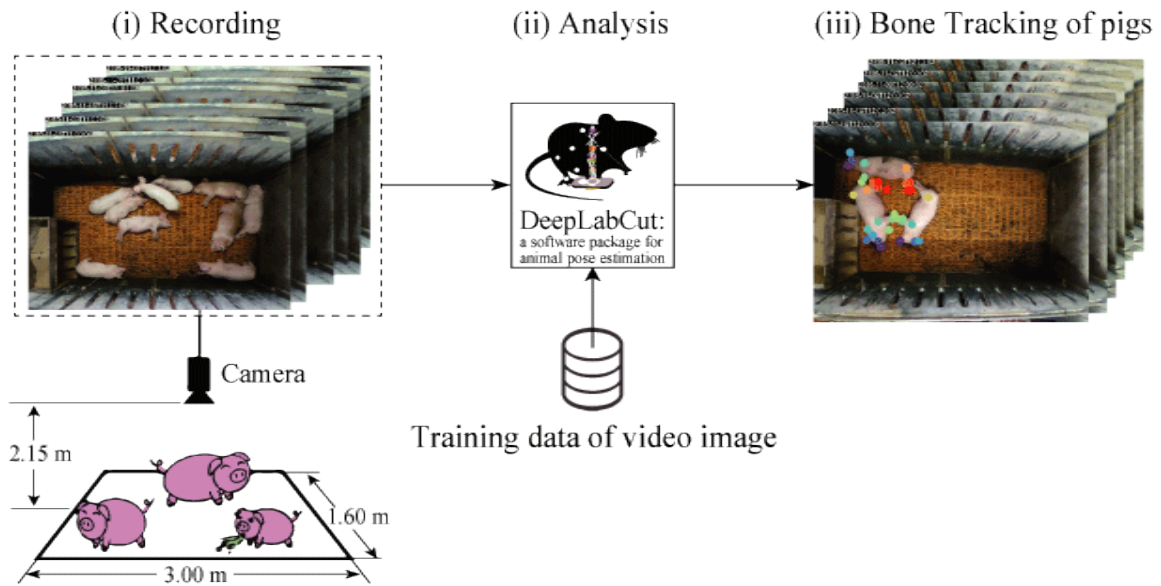 (i) Recording
(ii) Analysis
(iii) Bone Tracking of pigs
DeepLabCut:
a software package for
animal pose estimation
Camera
Training data of video image
2.15 m
1.60 m
3.00 m